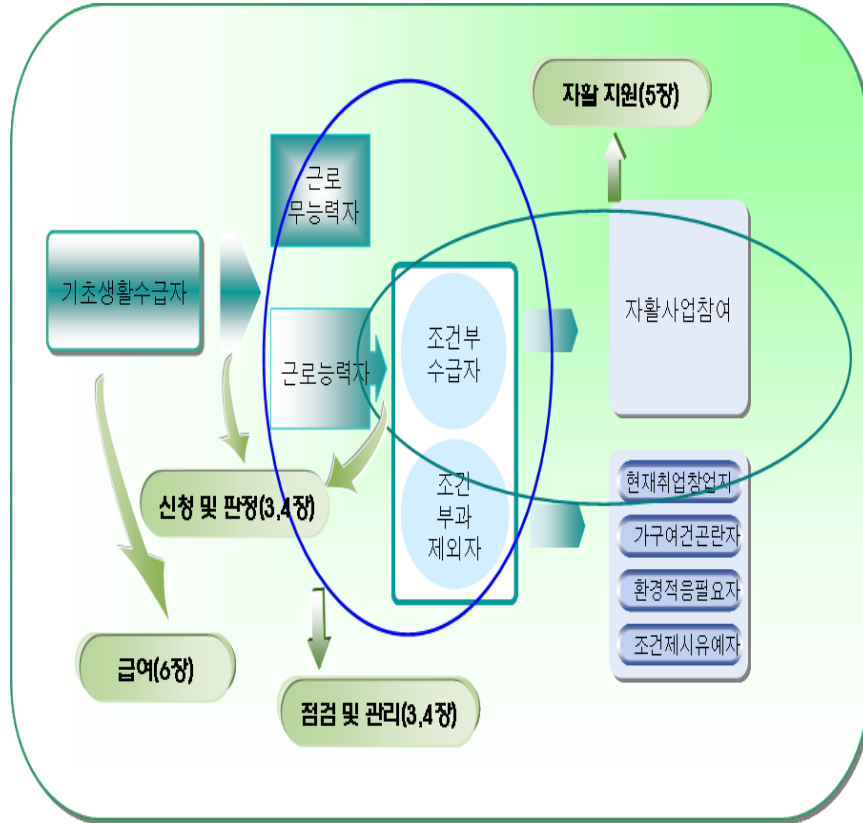 자활 지원(5장)
근로
무능력자
기초생활수급자
근로능력자
조건부
수급자
자활사업참여
조건
부과
제외자
현재취업창업자
가구여건곤란자
환경적응필요자
조건제시유예자
신청 및 판정(3,4장)
급여(6장)
점검 및 관리(3,4장)